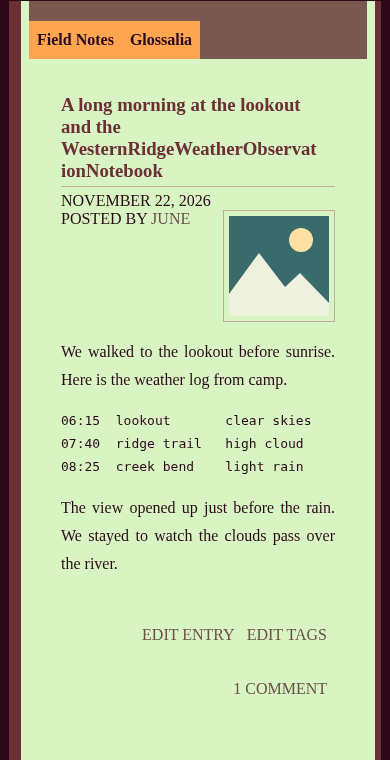 Field Notes Glossalia
A long morning at the lookout
and the
WesternRidgeWeatherObservat
ionNotebook
NOVEMBER 22, 2026
POSTED BY JUNE
We walked to the lookout before sunrise.
Here is the weather log from camp.
06:15 lookout clear skies
07:40 ridge trail high cloud
08:25 creek bend light rain
The view opened up just before the rain.
We stayed to watch the clouds pass over
the river.
EDIT ENTRY EDIT TAGS
1 COMMENT